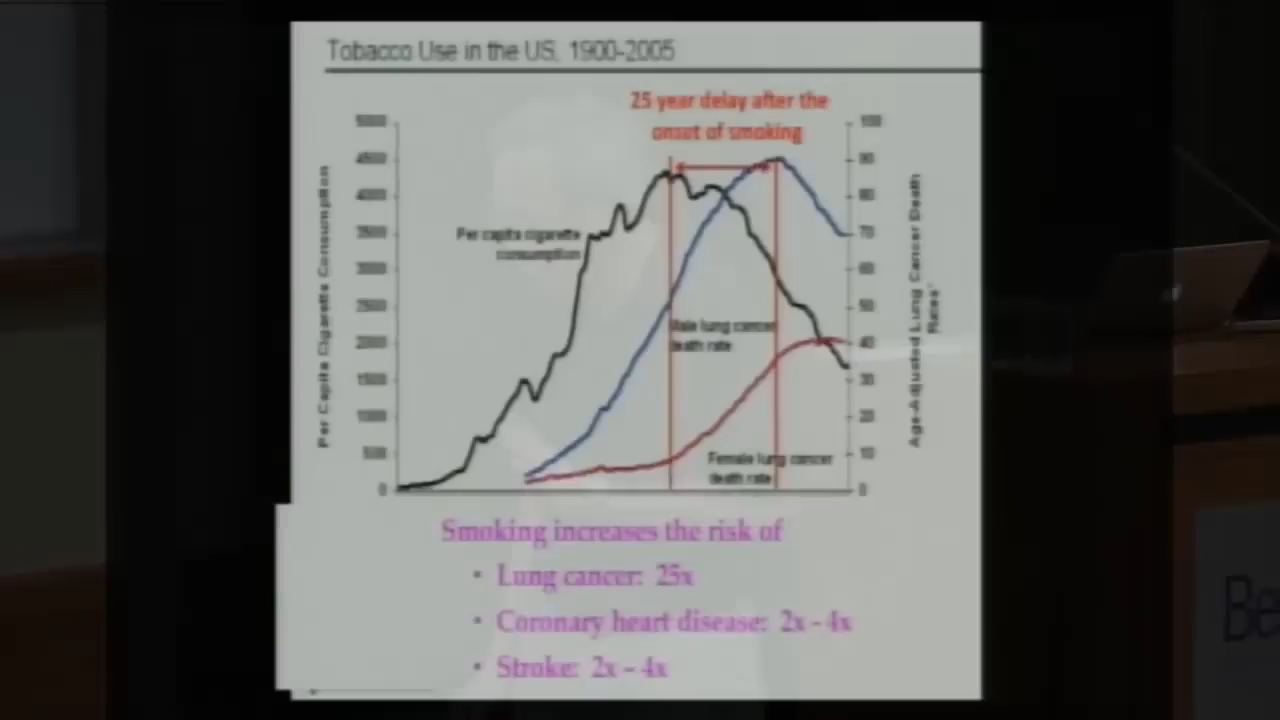 Tobacco Use in the US, 1900-2005
25 year delay after the
onset of smoking
5000
4500
4000
3500
3000
2500
2000
1500
1000
500
0
100
90
80
70
60
50
40
30
20
10
0
Per Capita Cigarette Consumption
Age-Adjusted Lung Cancer Death
Rates*
Per capita cigarette
consumption
Male lung cancer
death rate
Female lung cancer
death rate
Smoking increases the risk of
• Lung cancer: 25x
• Coronary heart disease: 2x - 4x
• Stroke: 2x - 4x
Be